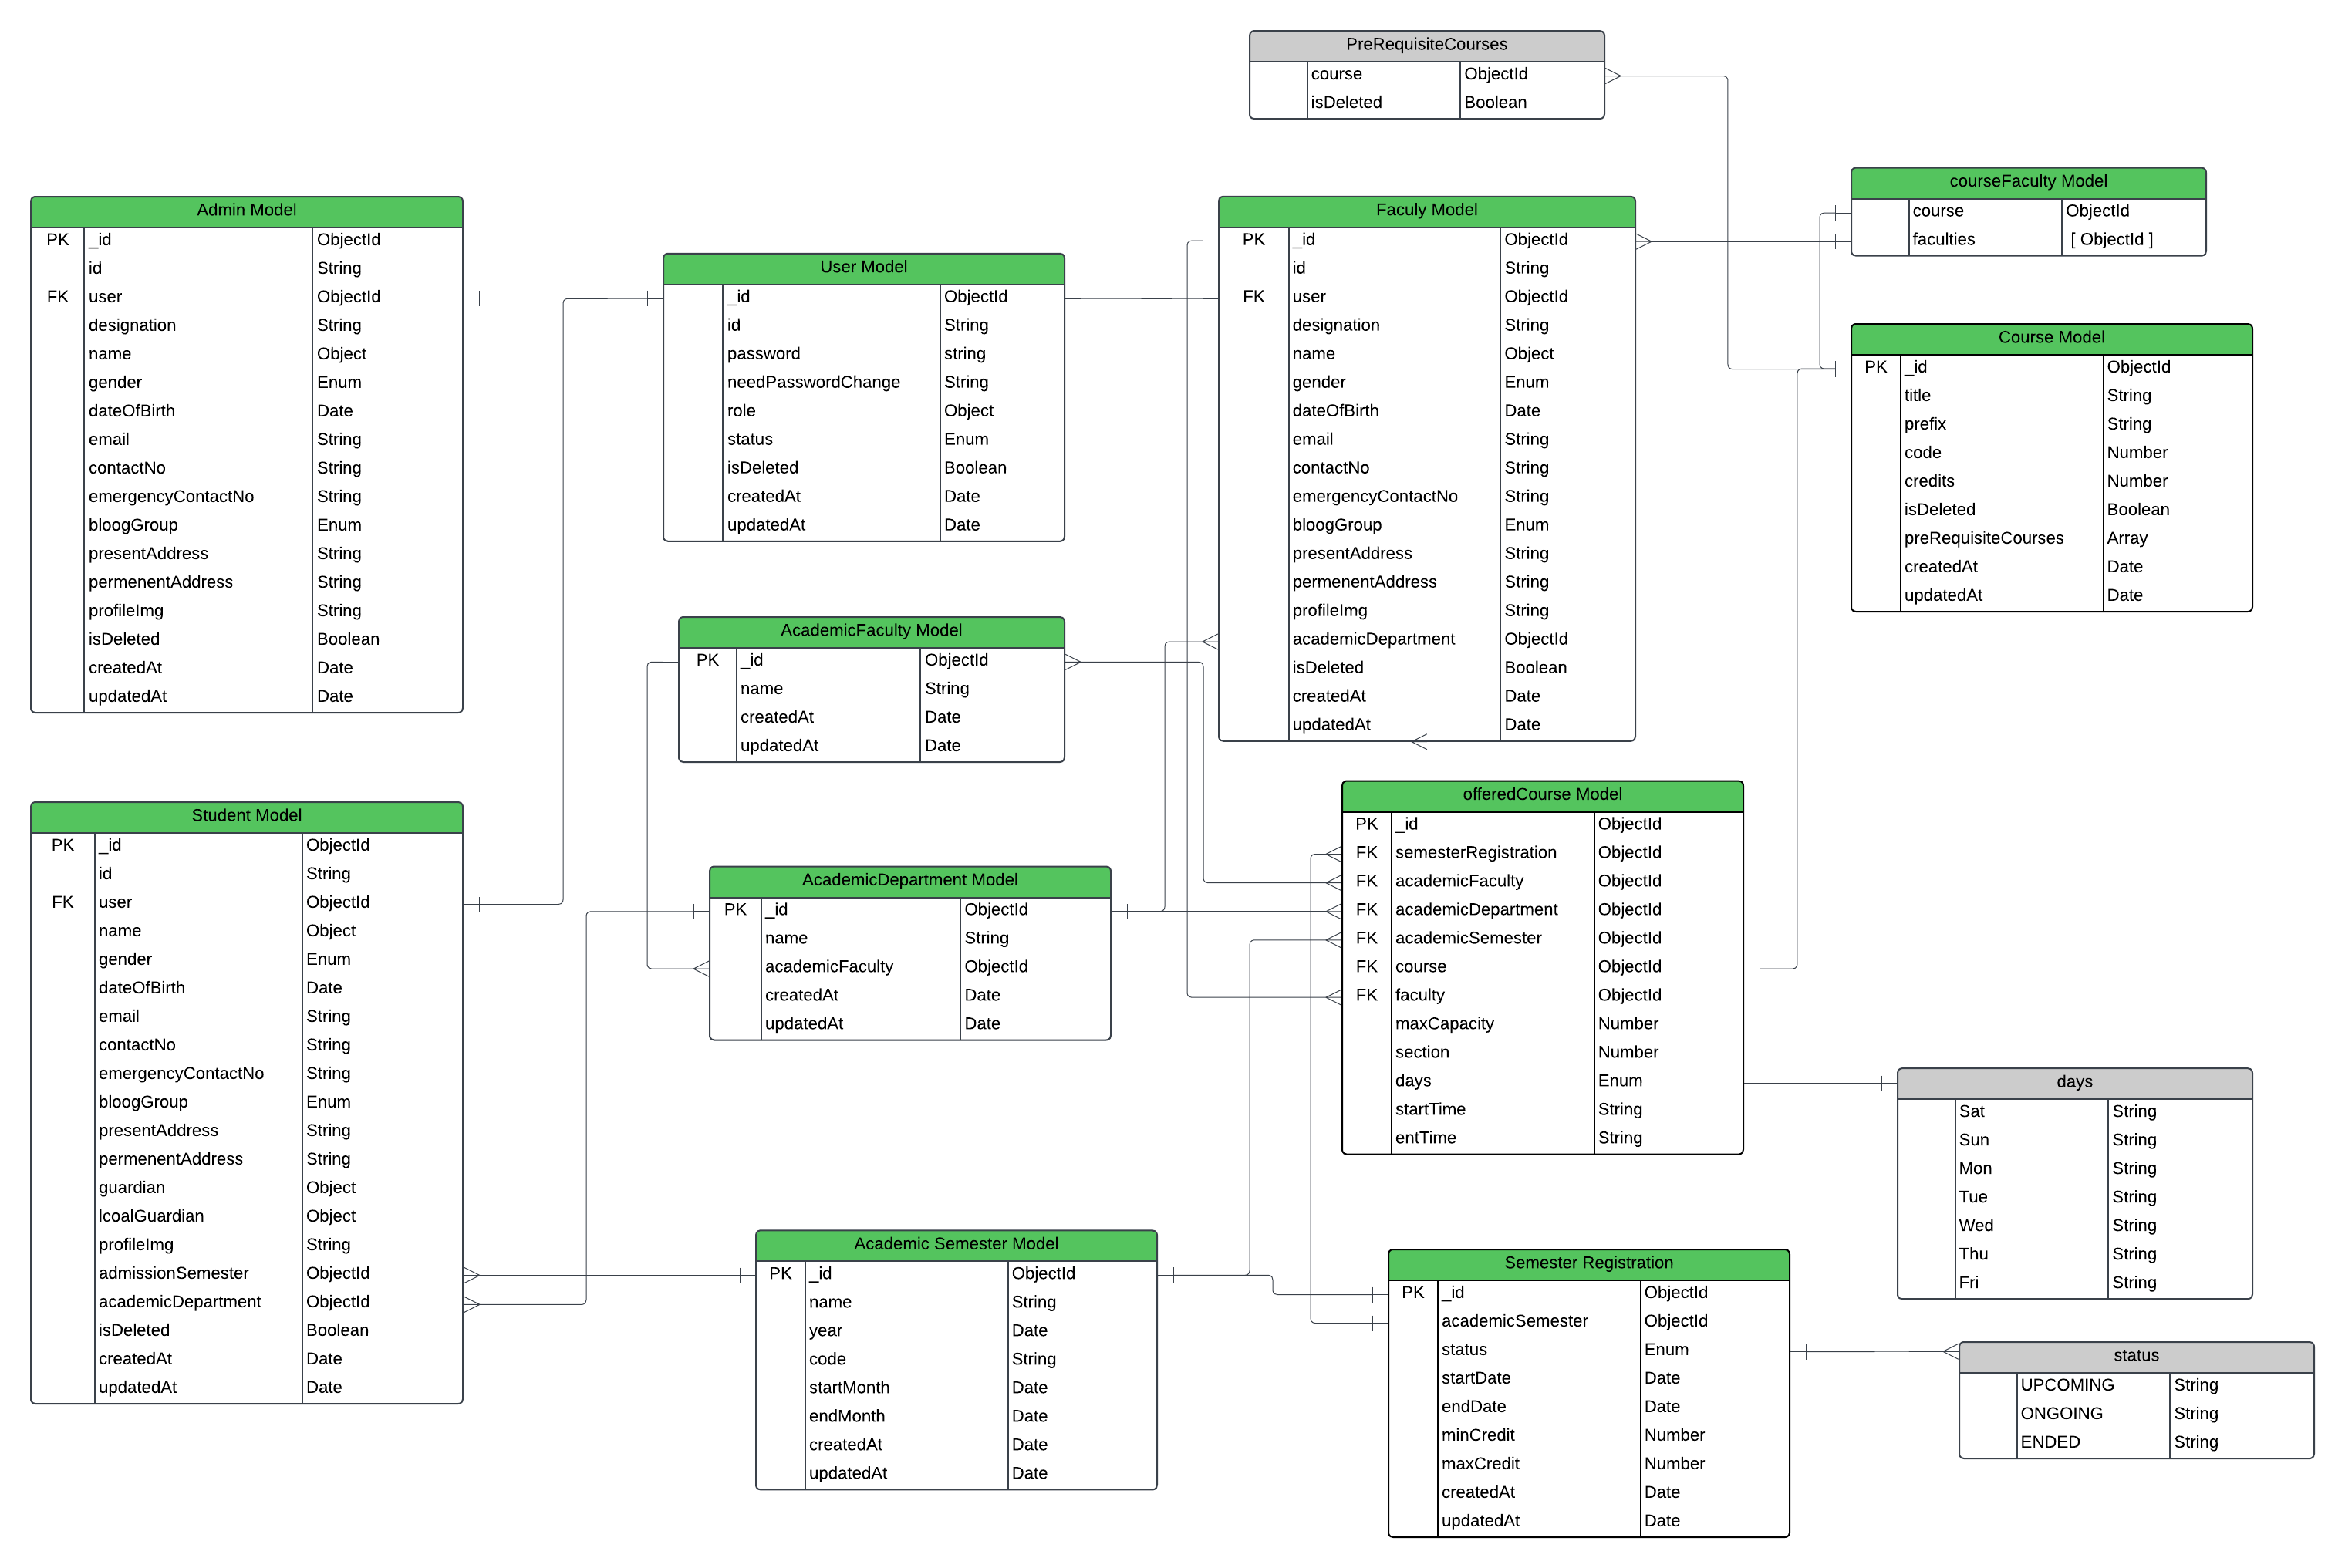 PreRequisiteCourses
course ObjectId
isDeleted Boolean
courseFaculty Model
course ObjectId
faculties [ ObjectId ]
Admin Model
PK _id ObjectId
id String
FK user ObjectId
designation String
name Object
gender Enum
dateOfBirth Date
email String
contactNo String
emergencyContactNo String
bloogGroup Enum
presentAddress String
permenentAddress String
profileImg String
isDeleted Boolean
createdAt Date
updatedAt Date
User Model
_id ObjectId
id String
password string
needPasswordChange String
role Object
status Enum
isDeleted Boolean
createdAt Date
updatedAt Date
Faculy Model
PK _id ObjectId
id String
FK user ObjectId
designation String
name Object
gender Enum
dateOfBirth Date
email String
contactNo String
emergencyContactNo String
bloogGroup Enum
presentAddress String
permenentAddress String
profileImg String
academicDepartment ObjectId
isDeleted Boolean
createdAt Date
updatedAt Date
Course Model
PK _id ObjectId
title String
prefix String
code Number
credits Number
isDeleted Boolean
preRequisiteCourses Array
createdAt Date
updatedAt Date
AcademicFaculty Model
PK _id ObjectId
name String
createdAt Date
updatedAt Date
Student Model
PK _id ObjectId
id String
FK user ObjectId
name Object
gender Enum
dateOfBirth Date
email String
contactNo String
emergencyContactNo String
bloogGroup Enum
presentAddress String
permenentAddress String
guardian Object
lcoalGuardian Object
profileImg String
admissionSemester ObjectId
academicDepartment ObjectId
isDeleted Boolean
createdAt Date
updatedAt Date
AcademicDepartment Model
PK _id ObjectId
name String
academicFaculty ObjectId
createdAt Date
updatedAt Date
offeredCourse Model
PK _id ObjectId
FK semesterRegistration ObjectId
FK academicFaculty ObjectId
FK academicDepartment ObjectId
FK academicSemester ObjectId
FK course ObjectId
FK faculty ObjectId
maxCapacity Number
section Number
days Enum
startTime String
entTime String
days
Sat String
Sun String
Mon String
Tue String
Wed String
Thu String
Fri String
Academic Semester Model
PK _id ObjectId
name String
year Date
code String
startMonth Date
endMonth Date
createdAt Date
updatedAt Date
Semester Registration
PK _id ObjectId
academicSemester ObjectId
status Enum
startDate Date
endDate Date
minCredit Number
maxCredit Number
createdAt Date
updatedAt Date
status
UPCOMING String
ONGOING String
ENDED String